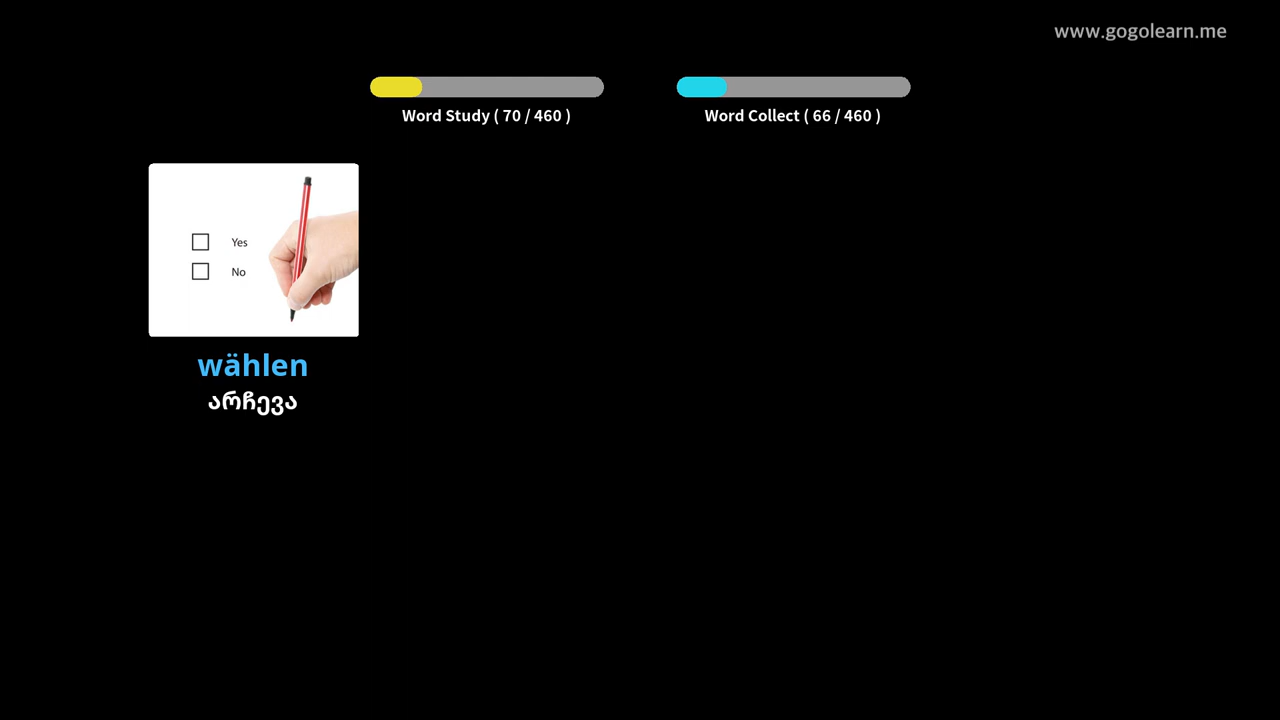 www.gogolearn.me
Word Study ( 70 / 460 )
Word Collect ( 66 / 460 )
Yes
No
wählen
არჩევა